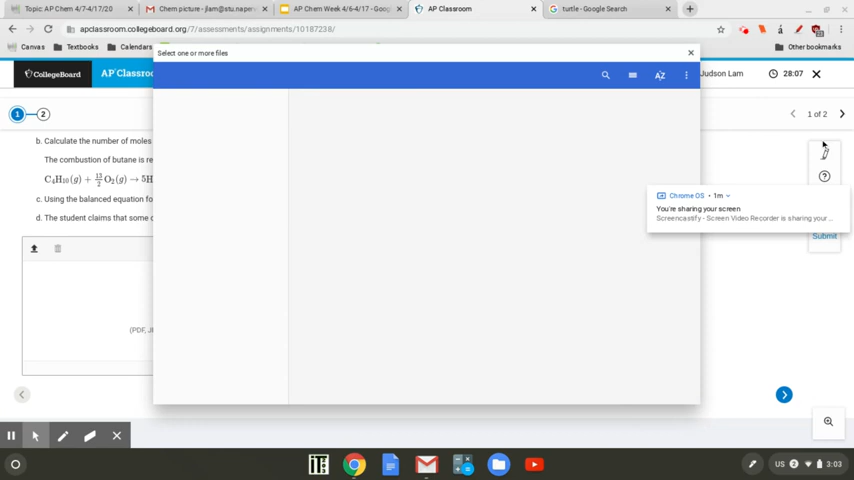 Topic: AP Chem 4/7-4/17/20
Chem picture - jlam@stu.naper
AP Chem Week 4/6-4/17 - Goog
AP Classroom
turtle - Google Search
apclassroom.collegeboard.org/7/assessments/assignments/10187238/
Canvas
Textbooks
Calendars
Other bookmarks
Select one or more files
CollegeBoard
AP Classroo
Judson Lam
28:07
1
2
1 of 2
b. Calculate the number of moles
The combustion of butane is re
C₄H₁₀(g) + 13/2 O₂(g) → 5H
c. Using the balanced equation fo
d. The student claims that some c
Chrome OS • 1m
You're sharing your screen
Screencastify - Screen Video Recorder is sharing your ...
Submit
(PDF, JI
iT
US
2
3:03